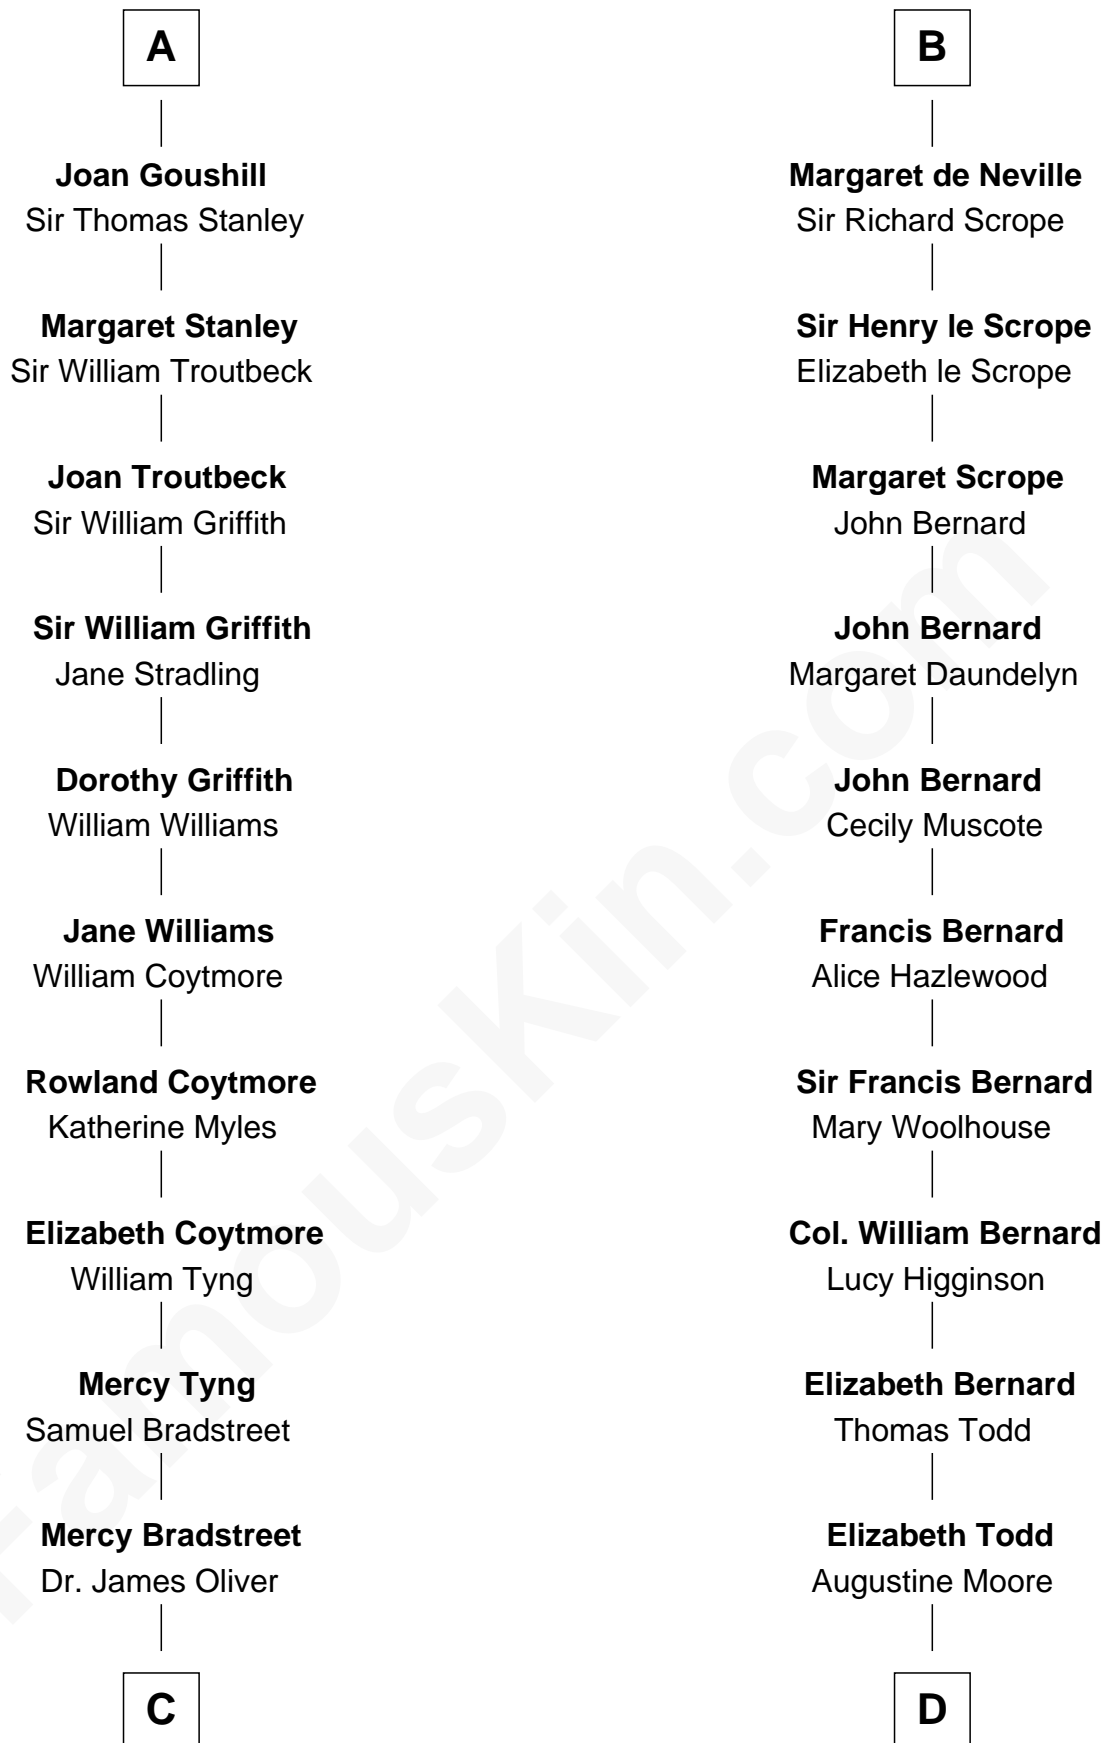 A
Joan Goushill
Sir Thomas Stanley
Margaret Stanley
Sir William Troutbeck
Joan Troutbeck
Sir William Griffith
Sir William Griffith
Jane Stradling
Dorothy Griffith
William Williams
Jane Williams
William Coytmore
Rowland Coytmore
Katherine Myles
Elizabeth Coytmore
William Tyng
Mercy Tyng
Samuel Bradstreet
Mercy Bradstreet
Dr. James Oliver
C
B
Margaret de Neville
Sir Richard Scrope
Sir Henry le Scrope
Elizabeth le Scrope
Margaret Scrope
John Bernard
John Bernard
Margaret Daundelyn
John Bernard
Cecily Muscote
Francis Bernard
Alice Hazlewood
Sir Francis Bernard
Mary Woolhouse
Col. William Bernard
Lucy Higginson
Elizabeth Bernard
Thomas Todd
Elizabeth Todd
Augustine Moore
D
FamousKin.com